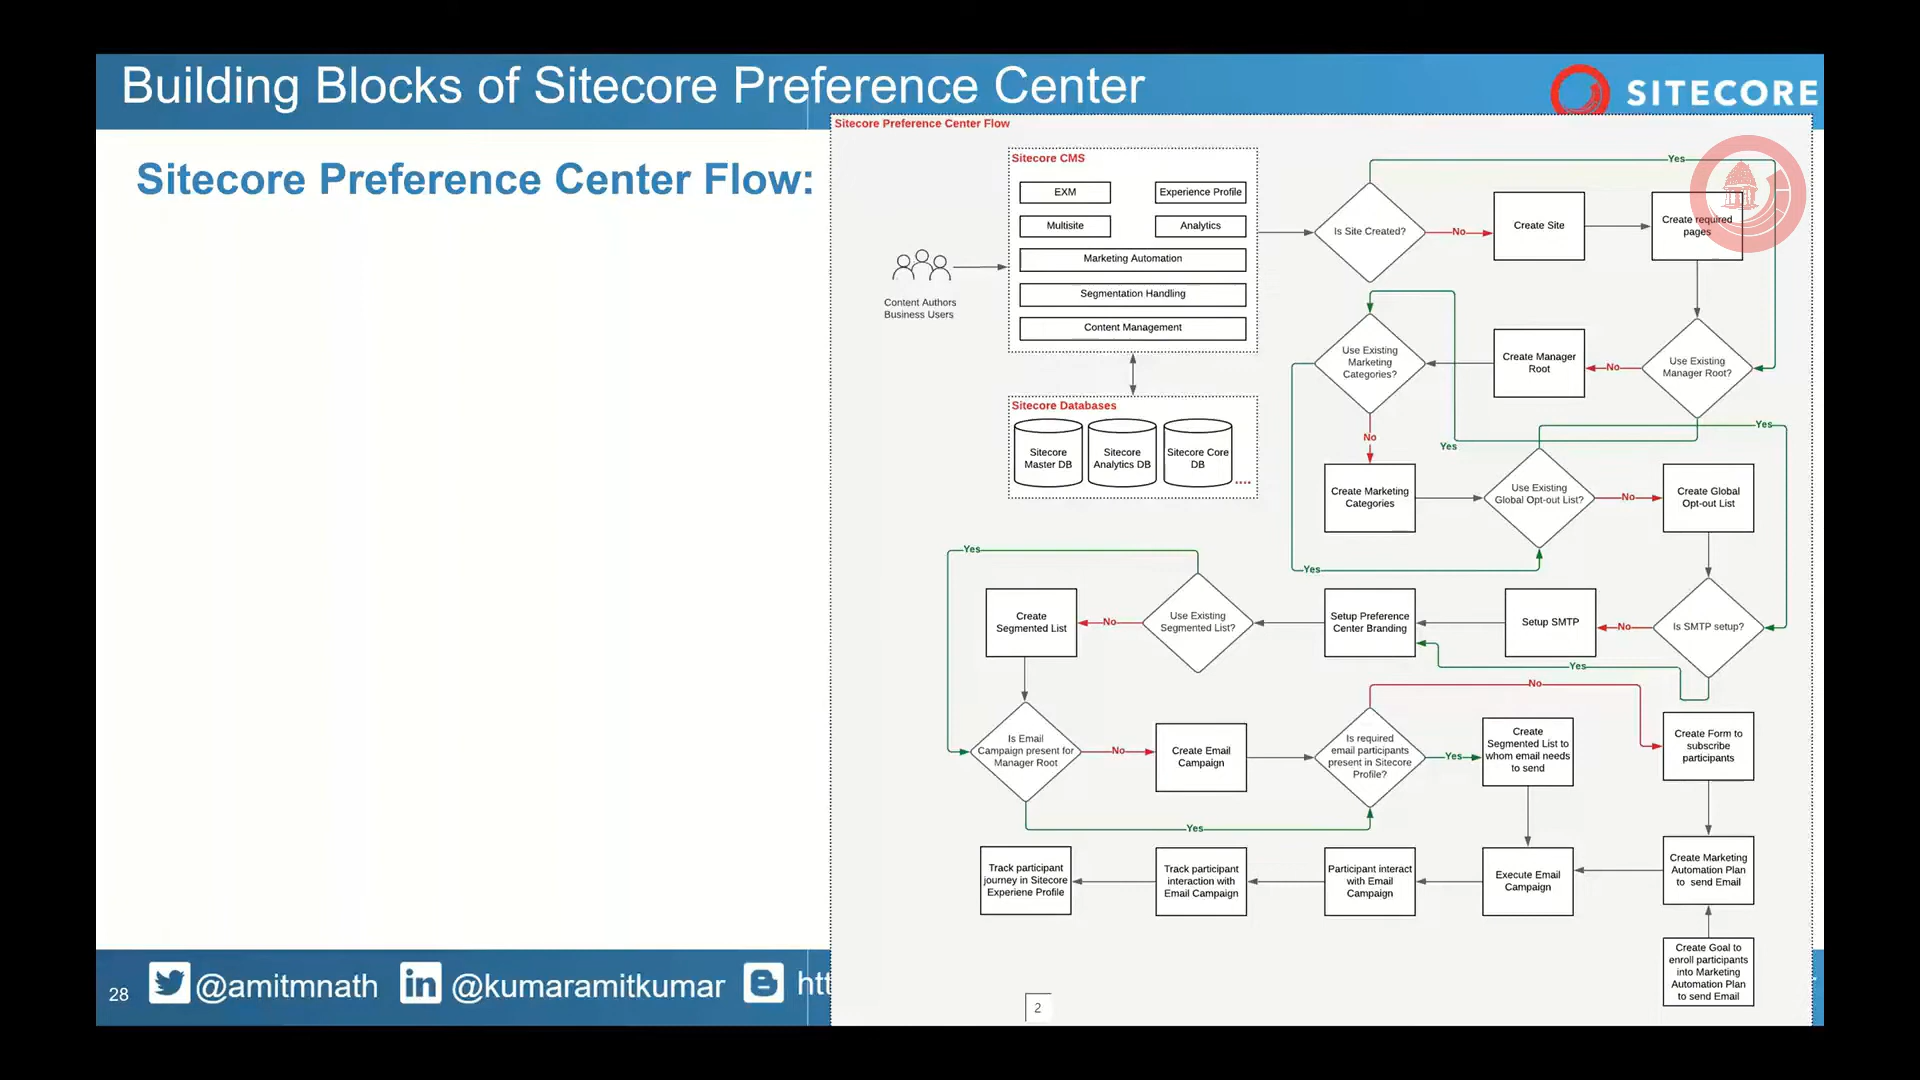 Building Blocks of Sitecore Preference Center
SITECORE
Sitecore Preference Center Flow:
Sitecore Preference Center Flow
Sitecore CMS
EXM
Experience Profile
Multisite
Analytics
Marketing Automation
Segmentation Handling
Content Management
Content Authors
Business Users
Sitecore Databases
Sitecore
Master DB
Sitecore
Analytics DB
Sitecore Core
DB
....
Is Site Created?
Yes
No
Create Site
Create required
pages
Use Existing
Manager Root?
No
Create Manager
Root
Yes
Use Existing
Marketing
Categories?
No
Yes
Create Marketing
Categories
Use Existing
Global Opt-out List?
Yes
No
Create Global
Opt-out List
Is SMTP setup?
No
Yes
Setup SMTP
Setup Preference
Center Branding
Use Existing
Segmented List?
Yes
No
Create
Segmented List
Is Email
Campaign present for
Manager Root
No
Yes
Create Email
Campaign
Is required
email participants
present in Sitecore
Profile?
No
Yes
Create
Segmented List to
whom email needs
to send
Create Form to
subscribe
participants
Create Marketing
Automation Plan
to send Email
Create Goal to
enroll participants
into Marketing
Automation Plan
to send Email
Execute Email
Campaign
Participant interact
with Email
Campaign
Track participant
interaction with
Email Campaign
Track participant
journey in Sitecore
Experiene Profile
28
@amitmnath
in
@kumaramitkumar
2